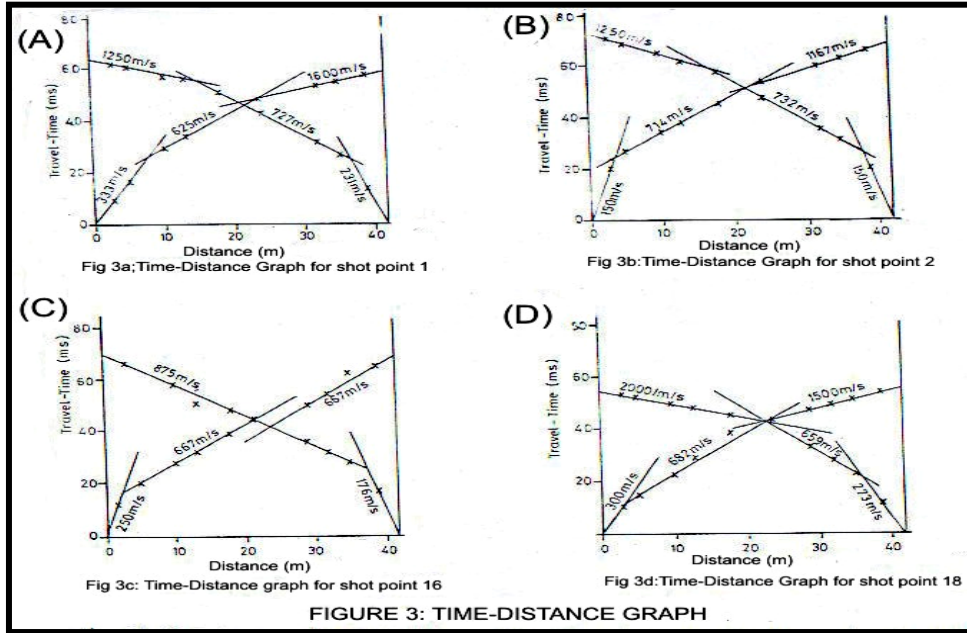 (A)
80
60
40
20
0
Travel-Time (ms)
1250m/s
1600m/s
625m/s
727m/s
333m/s
231m/s
0 10 20 30 40
Distance (m)
Fig 3a;Time-Distance Graph for shot point 1
(B)
80
60
40
20
0
Travel-Time (ms)
1250m/s
1167m/s
714m/s
732m/s
150m/s
150m/s
0 10 20 30 40
Distance (m)
Fig 3b:Time-Distance Graph for shot point 2
(C)
80
60
40
20
0
Travel-Time (ms)
875m/s
667m/s
667m/s
250m/s
176m/s
0 10 20 30 40
Distance (m)
Fig 3c: Time-Distance graph for shot point 16
(D)
60
40
20
0
Travel-Time (ms)
2000/m/s
1500m/s
682m/s
659m/s
300m/s
273m/s
0 10 20 30 40
Distance (m)
Fig 3d:Time-Distance Graph for shot point 18
FIGURE 3: TIME-DISTANCE GRAPH